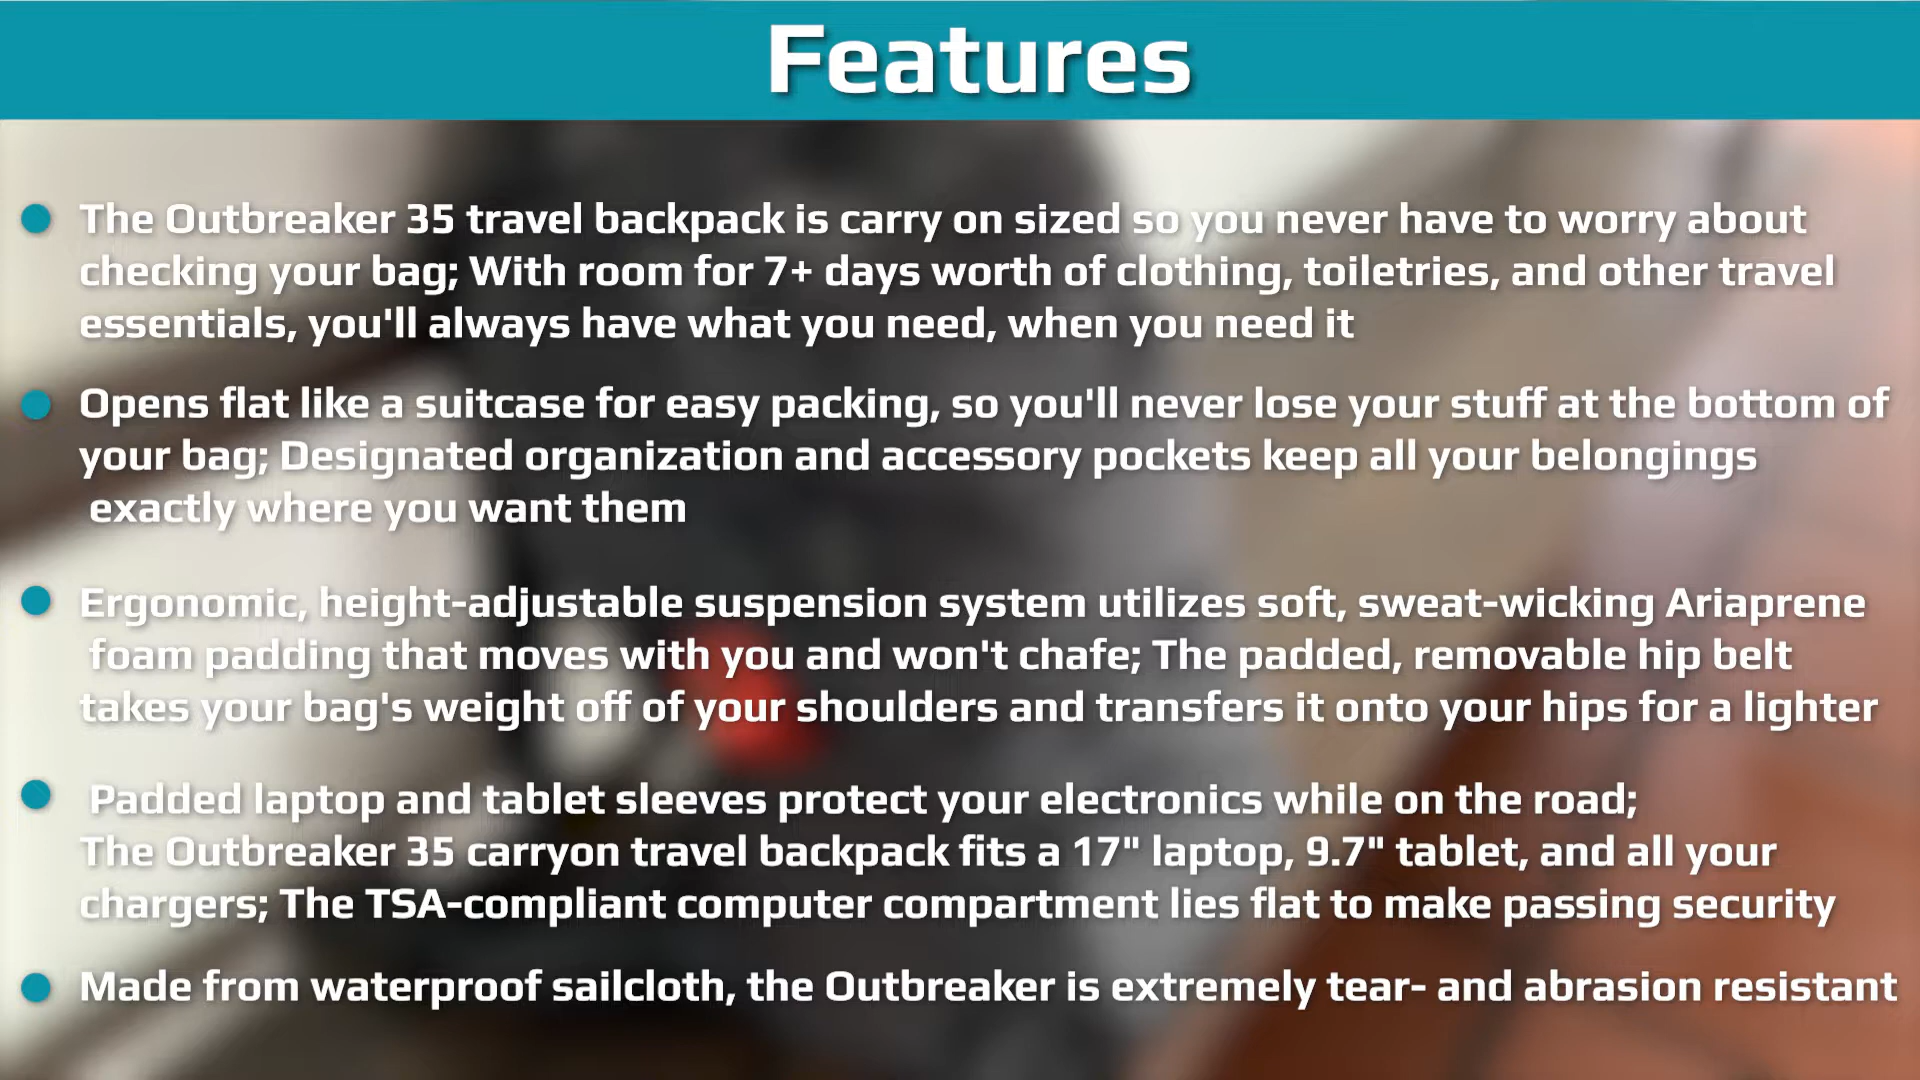 Features
The Outbreaker 35 travel backpack is carry on sized so you never have to worry about
checking your bag; With room for 7+ days worth of clothing, toiletries, and other travel
essentials, you'll always have what you need, when you need it
Opens flat like a suitcase for easy packing, so you'll never lose your stuff at the bottom of
your bag; Designated organization and accessory pockets keep all your belongings
exactly where you want them
Ergonomic, height-adjustable suspension system utilizes soft, sweat-wicking Ariaprene
foam padding that moves with you and won't chafe; The padded, removable hip belt
takes your bag's weight off of your shoulders and transfers it onto your hips for a lighter
Padded laptop and tablet sleeves protect your electronics while on the road;
The Outbreaker 35 carryon travel backpack fits a 17" laptop, 9.7" tablet, and all your
chargers; The TSA-compliant computer compartment lies flat to make passing security
Made from waterproof sailcloth, the Outbreaker is extremely tear- and abrasion resistant